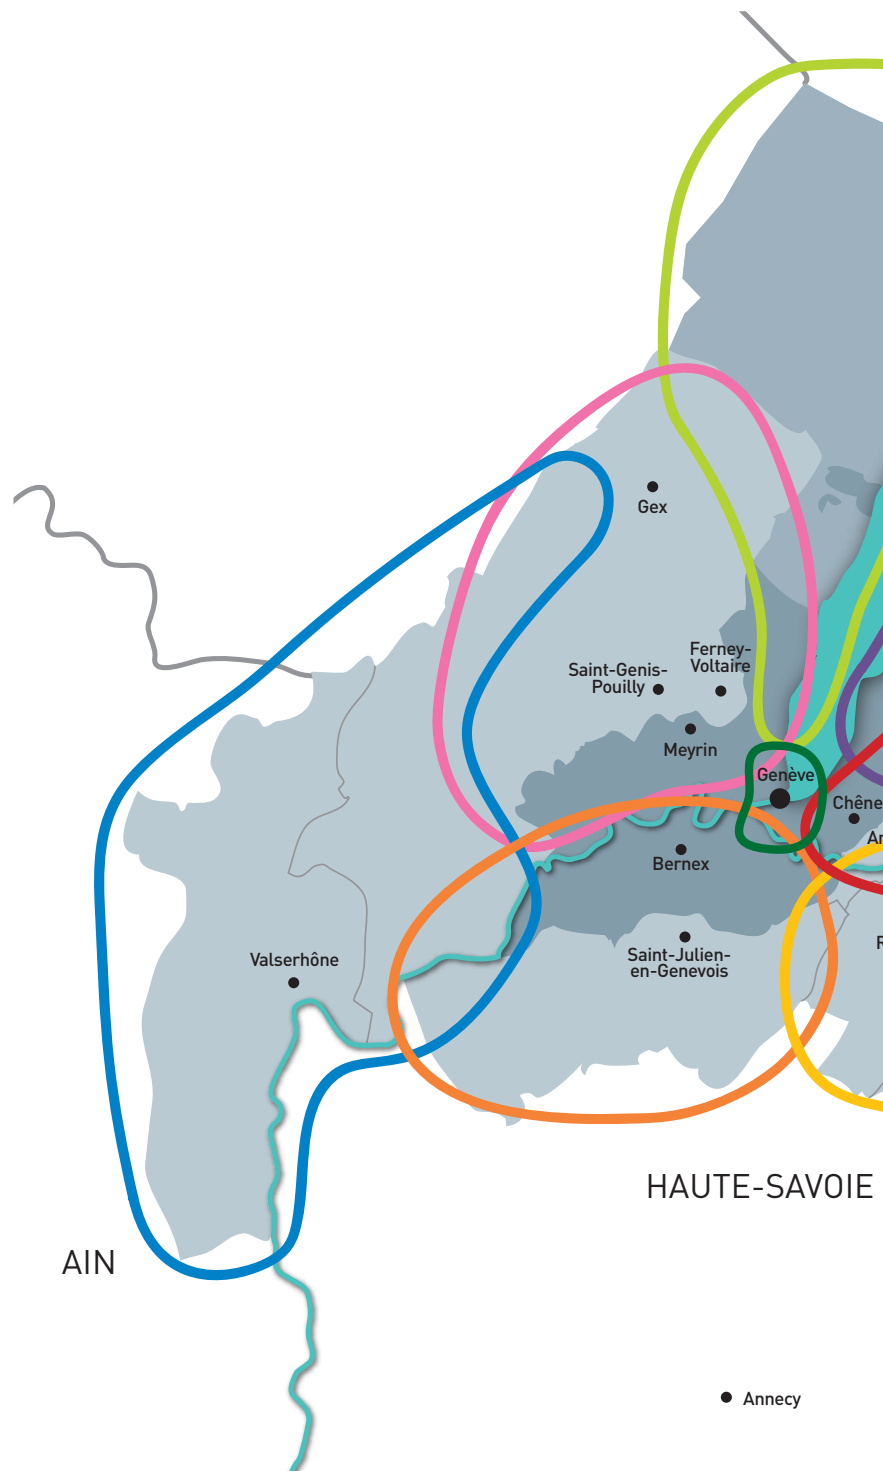 Gex
Ferney-
Voltaire
Saint-Genis-
Pouilly
Meyrin
Genève
Chêne
An
Bernex
R
Saint-Julien-
en-Genevois
Valserhône
HAUTE-SAVOIE
AIN
Annecy